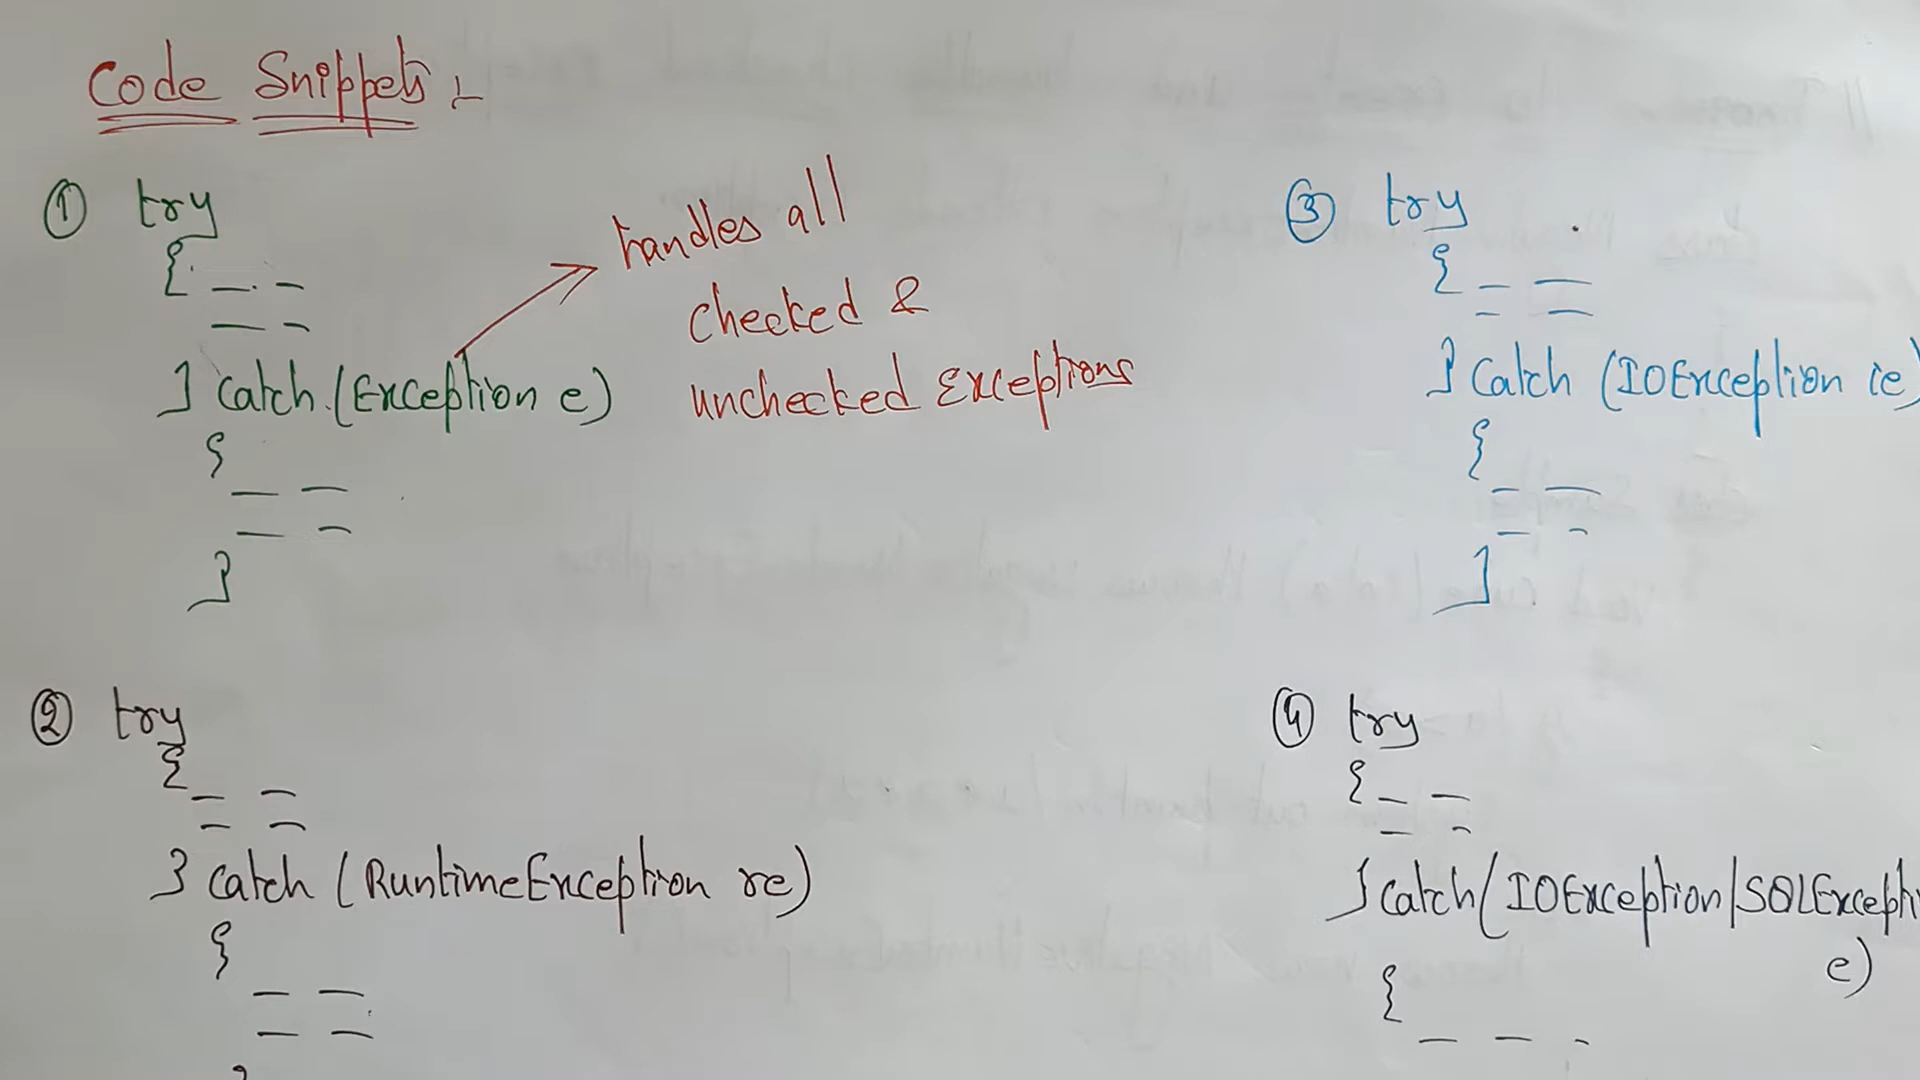 Code Snippets :-
① try
{ _ _
_ _
} catch (Exception e)
{
_ _
_ _
}
handles all
checked &
unchecked Exceptions
② try
{ _ _
_ _
} catch (RuntimeException re)
{
_ _
_ _
}
③ try
{ _ _
_ _
} catch (IOException ie)
{
_ _
_ _
}
④ try
{ _ _
_ _
} catch (IOException|SQLExcepti
e)
{
_ _ _